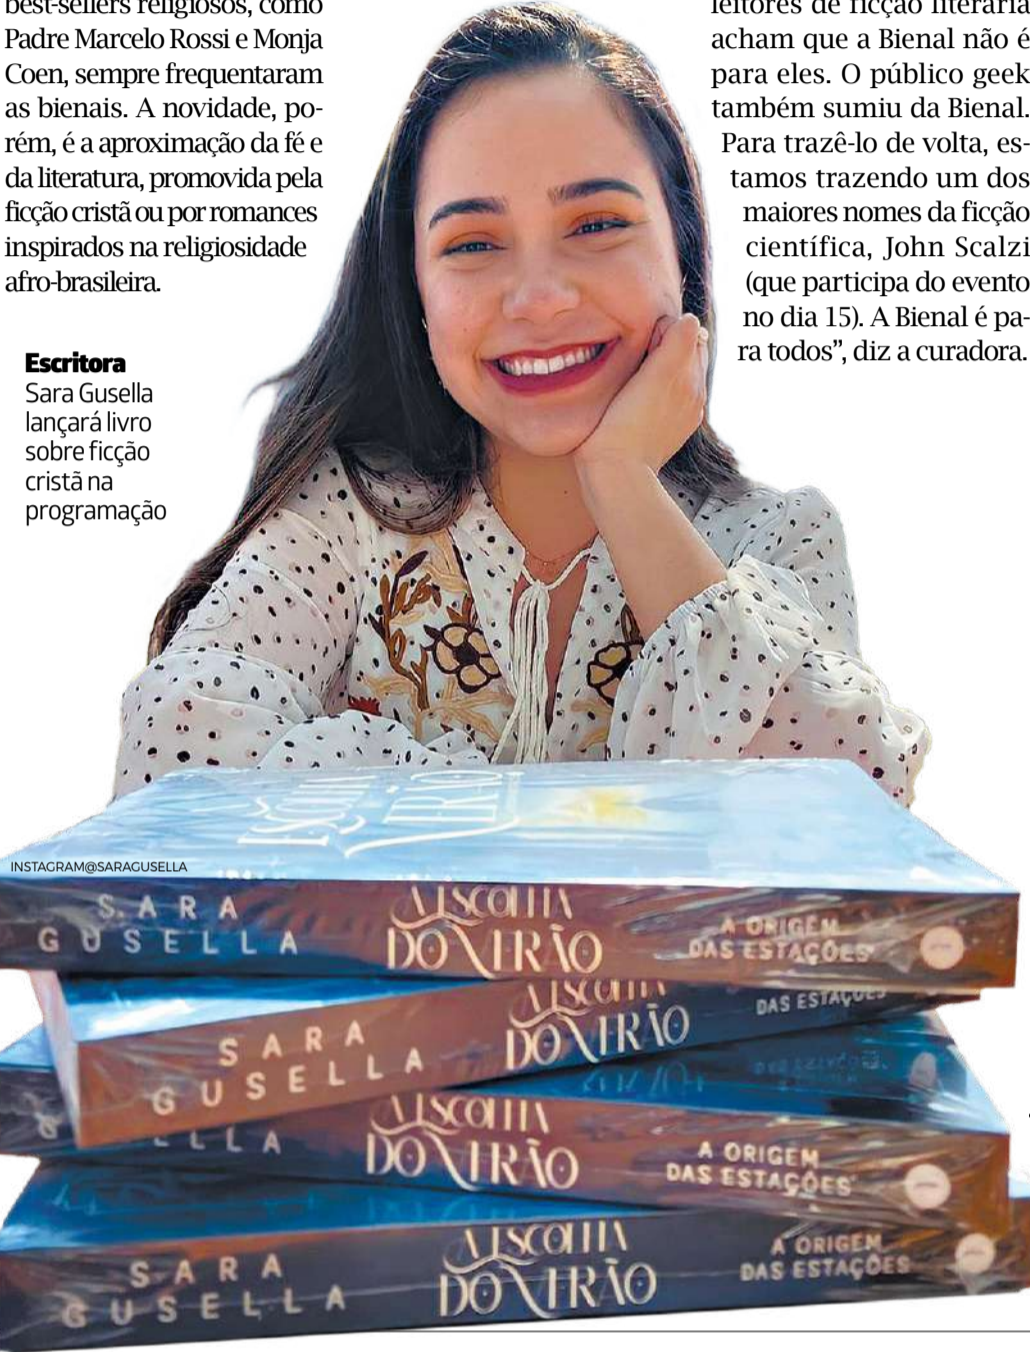 best-sellers religiosos, como
Padre Marcelo Rossi e Monja
Coen, sempre frequentaram
as bienais. A novidade, po-
rém, é a aproximação da fé e
da literatura, promovida pela
ficção cristã ou por romances
inspirados na religiosidade
afro-brasileira.
Escritora
Sara Gusella
lançará livro
sobre ficção
cristã na
programação
leitores de ficção literária
acham que a Bienal não é
para eles. O público geek
também sumiu da Bienal.
Para trazê-lo de volta, es-
tamos trazendo um dos
maiores nomes da ficção
científica, John Scalzi
(que participa do evento
no dia 15). A Bienal é pa-
ra todos”, diz a curadora.
INSTAGRAM@SARAGUSELLA
SARA
GUSELLA
A ESCOLHA
DO VERÃO
A ORIGEM
DAS ESTAÇÕES
SARA
GUSELLA
A ESCOLHA
DO VERÃO
DAS ESTAÇÕES
A ESCOLHA
DO VERÃO
A ORIGEM
DAS ESTAÇÕES
SARA
GUSELLA
A ESCOLHA
DO VERÃO
A ORIGEM
DAS ESTAÇÕES